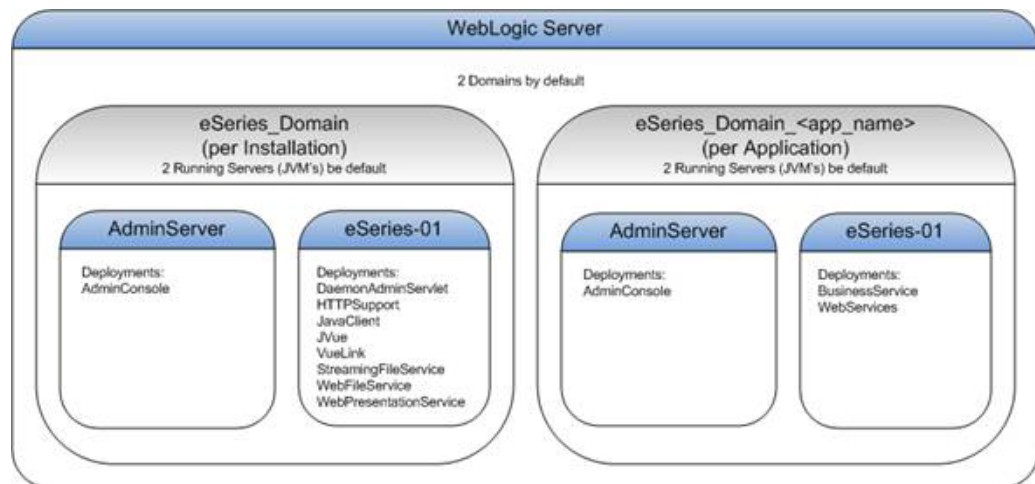 WebLogic Server
2 Domains by default
eSeries_Domain
(per Installation)
2 Running Servers (JVM's) be default
AdminServer
Deployments:
AdminConsole
eSeries-01
Deployments:
DaemonAdminServlet
HTTPSupport
JavaClient
JVue
VueLink
StreamingFileService
WebFileService
WebPresentationService
eSeries_Domain_<app_name>
(per Application)
2 Running Servers (JVM's) be default
AdminServer
Deployments:
AdminConsole
eSeries-01
Deployments:
BusinessService
WebServices